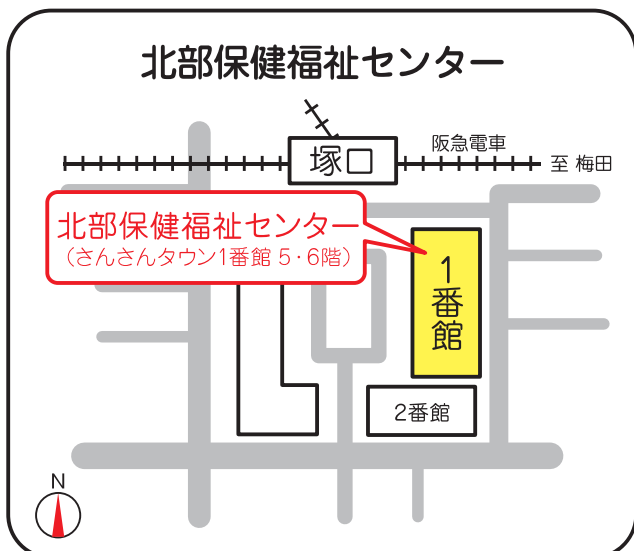 北部保健福祉センター
阪急電車
塚口
至 梅田
北部保健福祉センター
（さんさんタウン1番館 5・6階）
1番館
2番館
N